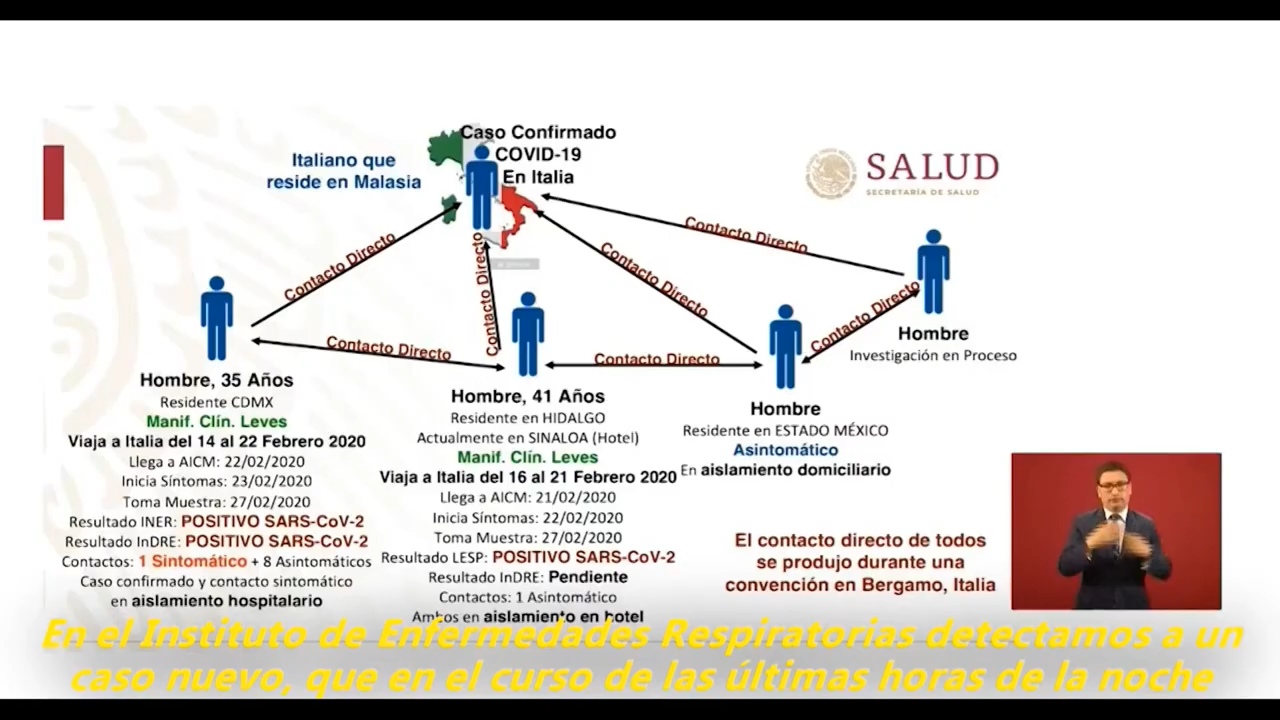 Italiano que
reside en Malasia
Caso Confirmado
COVID-19
En Italia
SALUD
SECRETARÍA DE SALUD
Contacto Directo
Contacto Directo
Contacto Directo
Contacto Directo
Contacto Directo
Contacto Directo
Contacto Directo
Hombre, 35 Años
Residente CDMX
Manif. Clín. Leves
Viaja a Italia del 14 al 22 Febrero 2020
Llega a AICM: 22/02/2020
Inicia Síntomas: 23/02/2020
Toma Muestra: 27/02/2020
Resultado INER: POSITIVO SARS-CoV-2
Resultado InDRE: POSITIVO SARS-CoV-2
Contactos: 1 Sintomático + 8 Asintomáticos
Caso confirmado y contacto sintomático
en aislamiento hospitalario
Hombre, 41 Años
Residente en HIDALGO
Actualmente en SINALOA (Hotel)
Manif. Clín. Leves
Viaja a Italia del 16 al 21 Febrero 2020
Llega a AICM: 21/02/2020
Inicia Síntomas: 22/02/2020
Toma Muestra: 27/02/2020
Resultado LESP: POSITIVO SARS-CoV-2
Resultado InDRE: Pendiente
Contactos: 1 Asintomático
Ambos en aislamiento en hotel
Hombre
Residente en ESTADO MÉXICO
Asintomático
En aislamiento domiciliario
Hombre
Investigación en Proceso
El contacto directo de todos
se produjo durante una
convención en Bergamo, Italia
En el Instituto de Enfermedades Respiratorias detectamos a un
caso nuevo, que en el curso de las últimas horas de la noche